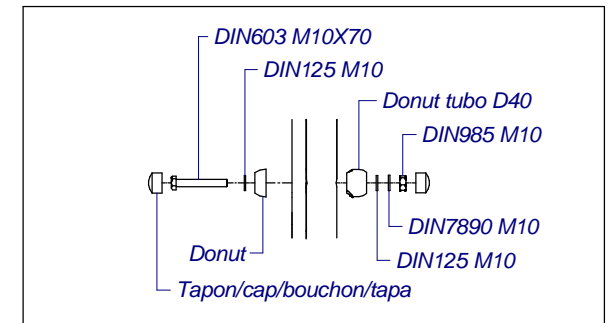 DIN603 M10X70
DIN125 M10
Donut tubo D40
DIN985 M10
DIN7890 M10
Donut
DIN125 M10
Tapon/cap/bouchon/tapa